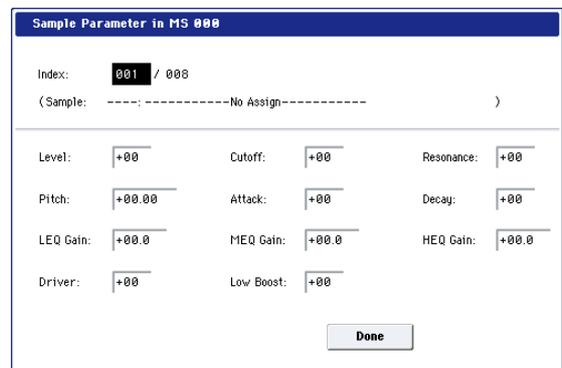 Sample Parameter in MS 000
Index: 001 / 008
(Sample: ----: -----------No Assign----------- )
Level: +00 Cutoff: +00 Resonance: +00
Pitch: +00.00 Attack: +00 Decay: +00
LEQ Gain: +00.0 MEQ Gain: +00.0 HEQ Gain: +00.0
Driver: +00 Low Boost: +00
Done